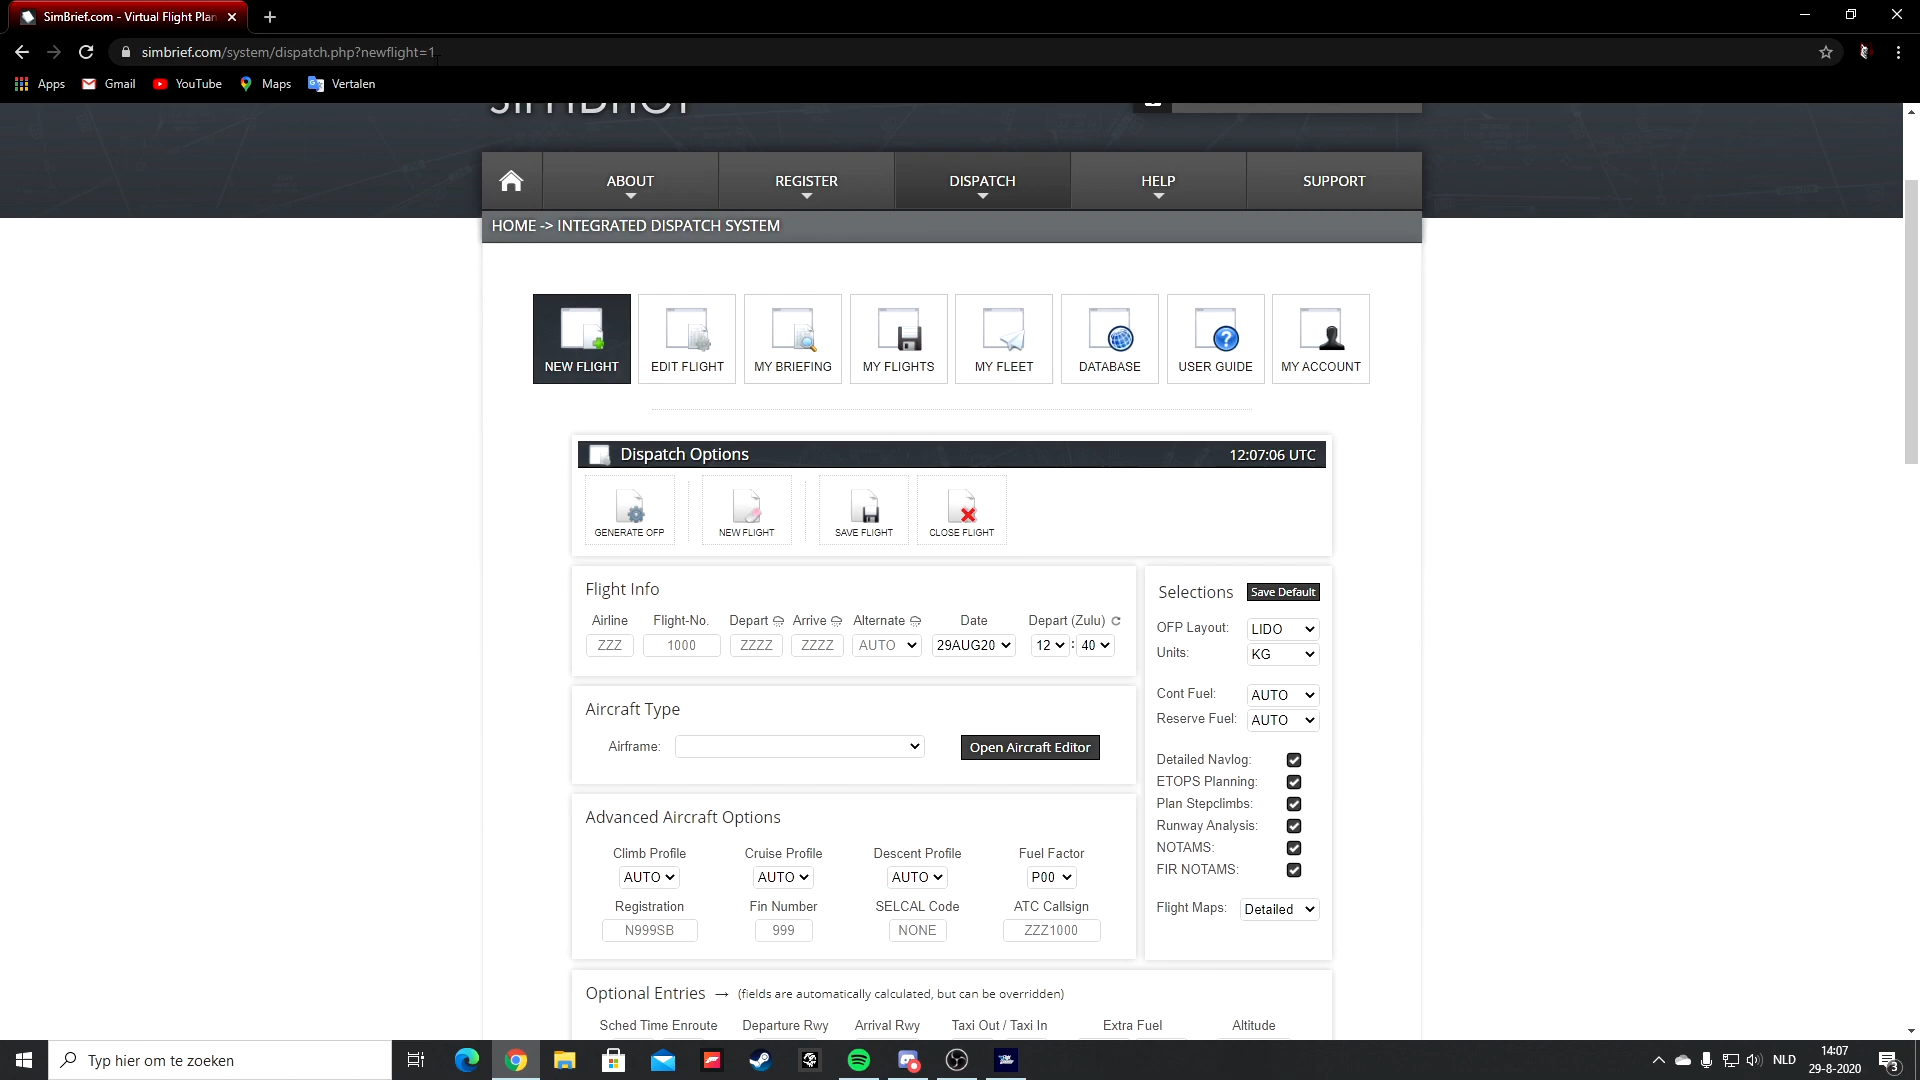 SimBrief.com - Virtual Flight Plan
simbrief.com/system/dispatch.php?newflight=1
Apps Gmail YouTube Maps Vertalen
ABOUT REGISTER DISPATCH HELP SUPPORT
HOME -> INTEGRATED DISPATCH SYSTEM
NEW FLIGHT EDIT FLIGHT MY BRIEFING MY FLIGHTS MY FLEET DATABASE USER GUIDE MY ACCOUNT
Dispatch Options 12:07:06 UTC
GENERATE OFP NEW FLIGHT SAVE FLIGHT CLOSE FLIGHT
Flight Info
Airline Flight-No. Depart Arrive Alternate Date Depart (Zulu)
ZZZ 1000 ZZZZ ZZZZ AUTO 29AUG20 12 : 40
Aircraft Type
Airframe: Open Aircraft Editor
Advanced Aircraft Options
Climb Profile Cruise Profile Descent Profile Fuel Factor
AUTO AUTO AUTO P00
Registration Fin Number SELCAL Code ATC Callsign
N999SB 999 NONE ZZZ1000
Selections Save Default
OFP Layout: LIDO
Units: KG
Cont Fuel: AUTO
Reserve Fuel: AUTO
Detailed Navlog:
ETOPS Planning:
Plan Stepclimbs:
Runway Analysis:
NOTAMS:
FIR NOTAMS:
Flight Maps: Detailed
Optional Entries → (fields are automatically calculated, but can be overridden)
Sched Time Enroute Departure Rwy Arrival Rwy Taxi Out / Taxi In Extra Fuel Altitude
Typ hier om te zoeken
NLD
14:07
29-8-2020
3